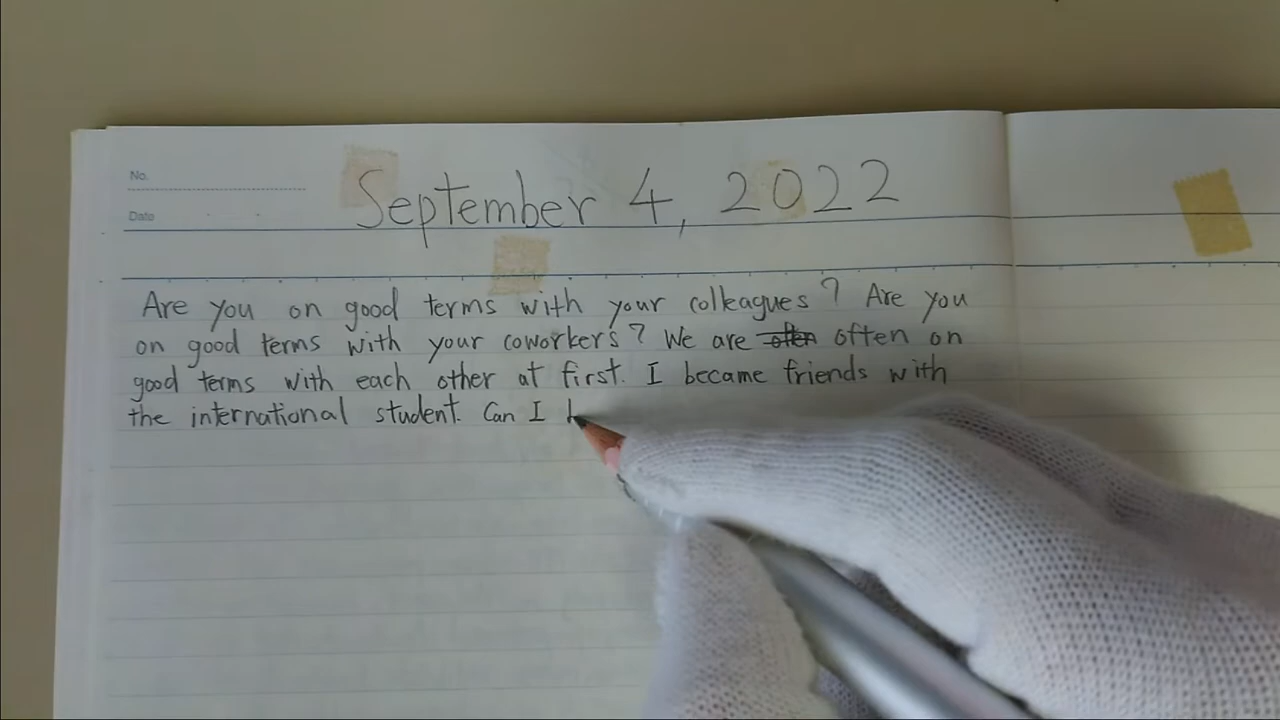 No.
Date
September 4, 2022
Are you on good terms with your colleagues? Are you
on good terms with your coworkers? We are often often on
good terms with each other at first. I became friends with
the international student. Can I